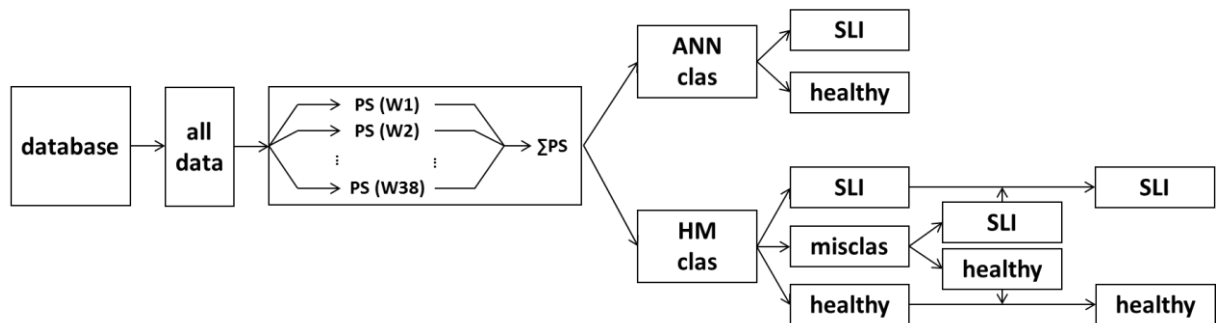 database
all
data
PS (W1)
PS (W2)
⋮ ⋮
PS (W38)
∑PS
ANN
clas
SLI
healthy
HM
clas
SLI
misclas
healthy
SLI
healthy
SLI
healthy